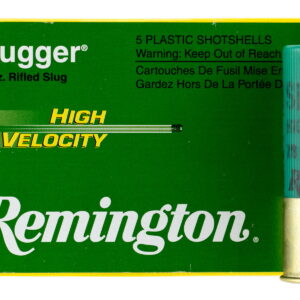 ugger®
z. Rifled Slug
5 PLASTIC SHOTSHELLS
Warning: Keep Out of Reach
Cartouches de Fusil Mise En
Gardez Hors De La Portée D
HIGH
VELOCITY
Remington